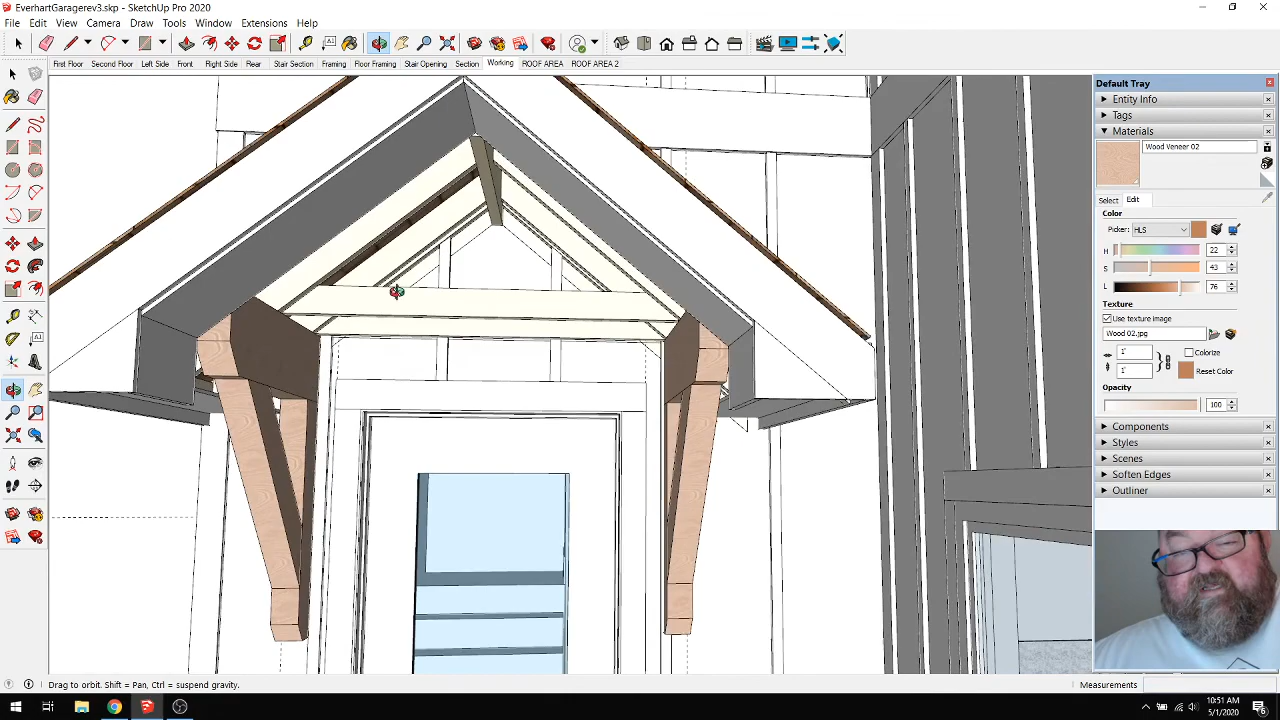 EverhartGaragerev3.skp - SketchUp Pro 2020
File Edit View Camera Draw Tools Window Extensions Help
First Floor Second Floor Left Side Front Right Side Rear Stair Section Framing Floor Framing Stair Opening Section Working ROOF AREA ROOF AREA 2
Default Tray
Entity Info
Tags
Materials
Wood Veneer 02
Select Edit
Color
Picker: HLS
H 22
S 43
L 76
Texture
Use texture image
Wood 02.jpg
1'
Colorize
1'
Reset Color
Opacity
100
Components
Styles
Scenes
Soften Edges
Outliner
Drag to orbit. Shift = Pan, Ctrl = suspend gravity.
Measurements
10:51 AM
5/1/2020
6